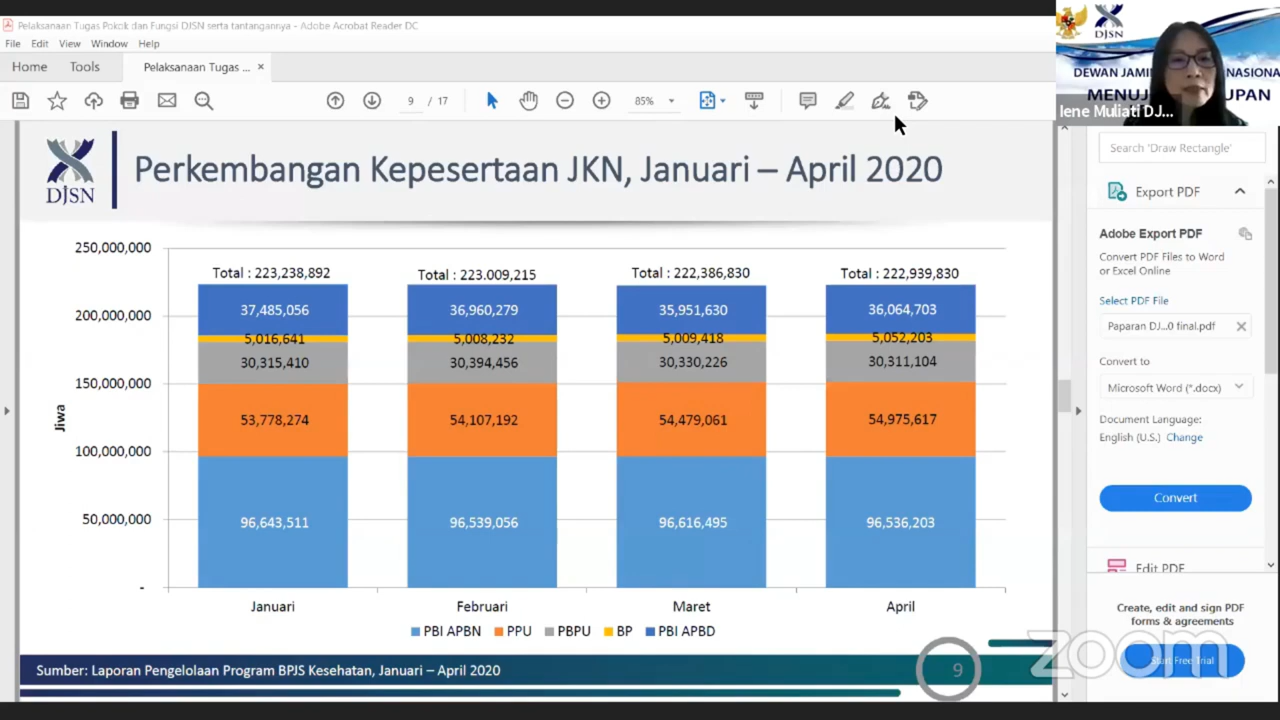 Pelaksanaan Tugas Pokok dan Fungsi DJSN serta tantangannya - Adobe Acrobat Reader DC
File Edit View Window Help
Home Tools Pelaksanaan Tugas ... ×
9 / 17 85%
DJSN
DEWAN JAMI NASIONA
MENUJ UPAN
Iene Muliati DJ...
DJSN
Perkembangan Kepesertaan JKN, Januari – April 2020
250,000,000
200,000,000
150,000,000
100,000,000
50,000,000
-
Jiwa
Total : 223,238,892 Total : 223.009,215 Total : 222,386,830 Total : 222,939,830
37,485,056 36,960,279 35,951,630 36,064,703
5,016,641 5,008,232 5,009,418 5,052,203
30,315,410 30,394,456 30,330,226 30,311,104
53,778,274 54,107,192 54,479,061 54,975,617
96,643,511 96,539,056 96,616,495 96,536,203
Januari Februari Maret April
PBI APBN PPU PBPU BP PBI APBD
Sumber: Laporan Pengelolaan Program BPJS Kesehatan, Januari – April 2020
9
Search 'Draw Rectangle'
Export PDF
Adobe Export PDF
Convert PDF Files to Word
or Excel Online
Select PDF File
Paparan DJ...0 final.pdf
Convert to
Microsoft Word (*.docx)
Document Language:
English (U.S.) Change
Convert
Edit PDF
Create, edit and sign PDF
forms & agreements
Start Free Trial
zoom